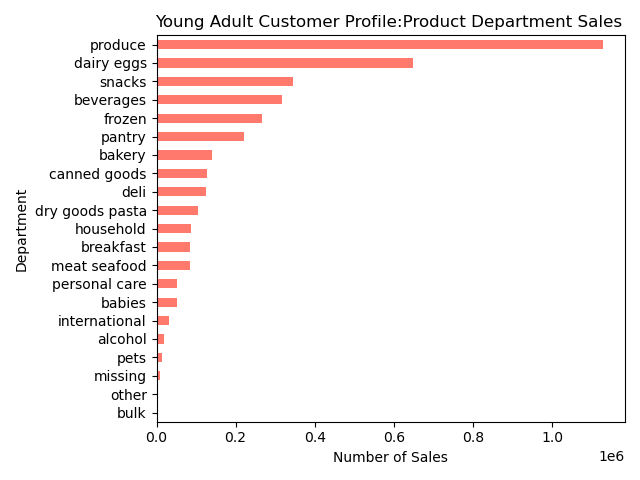 Young Adult Customer Profile:Product Department Sales
produce
dairy eggs
snacks
beverages
frozen
pantry
bakery
canned goods
deli
dry goods pasta
household
breakfast
meat seafood
personal care
babies
international
alcohol
pets
missing
other
bulk
Department
0.0 0.2 0.4 0.6 0.8 1.0
1e6
Number of Sales